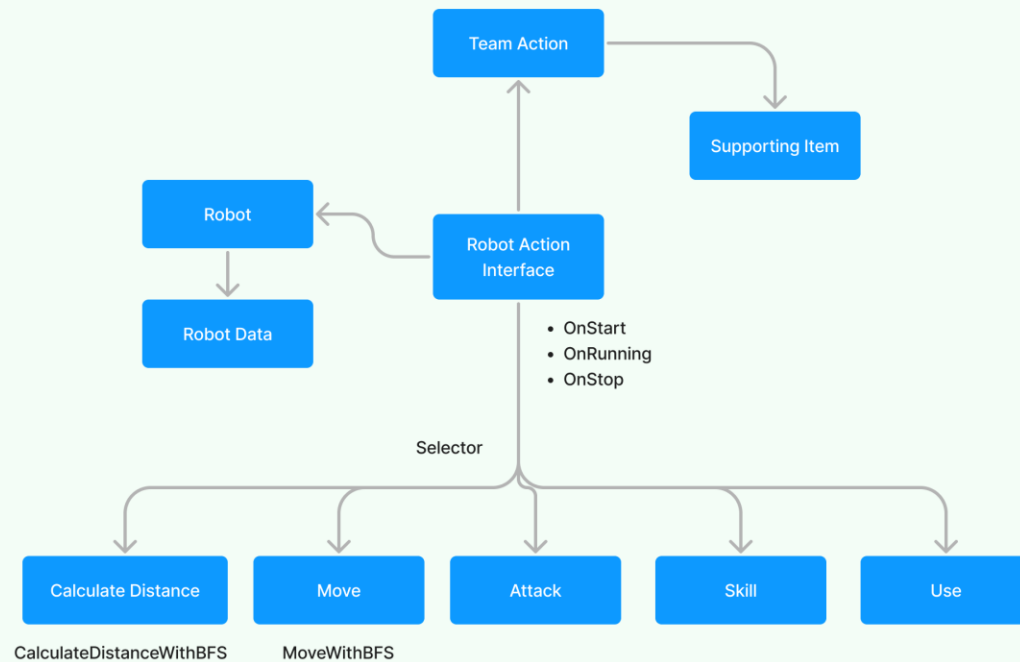 Team Action
Supporting Item
Robot
Robot Action
Interface
Robot Data
• OnStart
• OnRunning
• OnStop
Selector
Calculate Distance
Move
Attack
Skill
Use
CalculateDistanceWithBFS
MoveWithBFS